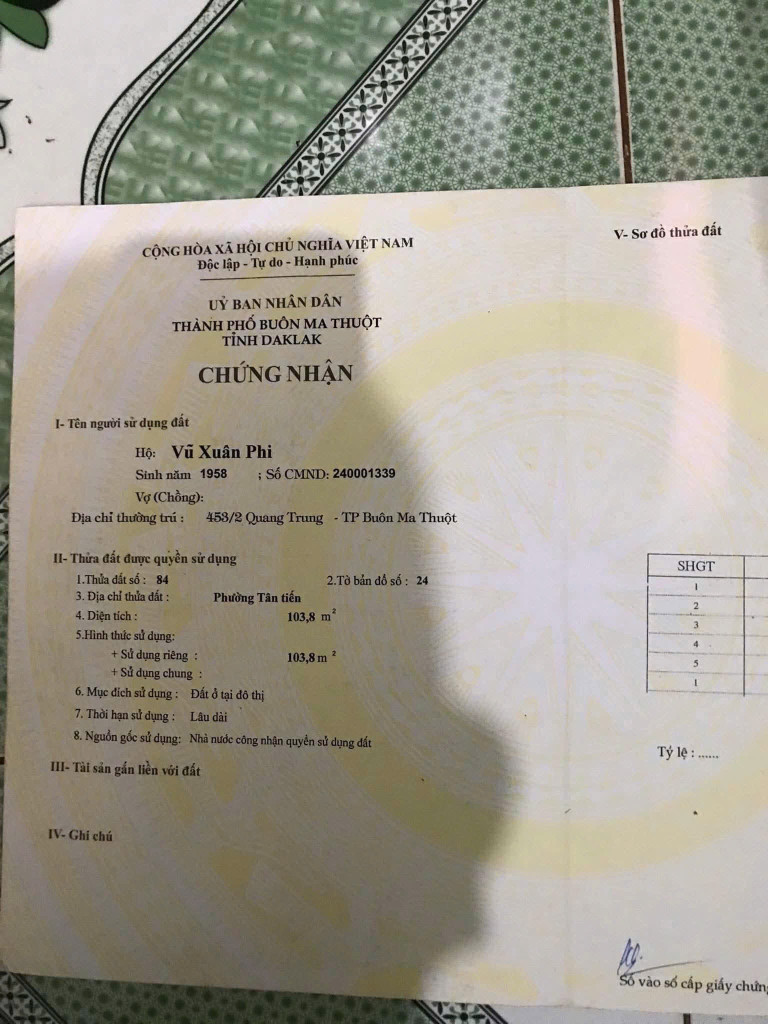 CỘNG HÒA XÃ HỘI CHỦ NGHĨA VIỆT NAM
Độc lập - Tự do - Hạnh phúc
UỶ BAN NHÂN DÂN
THÀNH PHỐ BUÔN MA THUỘT
TỈNH DAKLAK
CHỨNG NHẬN
I- Tên người sử dụng đất
Hộ: Vũ Xuân Phi
Sinh năm 1958 ; Số CMND: 240001339
Vợ (Chồng):
Địa chỉ thường trú : 453/2 Quang Trung - TP Buôn Ma Thuột
II- Thửa đất được quyền sử dụng
1.Thửa đất số : 84 2.Tờ bản đồ số : 24
3. Địa chỉ thửa đất : Phường Tân tiến
4. Diện tích : 103,8 m²
5.Hình thức sử dụng:
+ Sử dụng riêng : 103,8 m²
+ Sử dụng chung :
6. Mục đích sử dụng : Đất ở tại đô thị
7. Thời hạn sử dụng : Lâu dài
8. Nguồn gốc sử dụng: Nhà nước công nhận quyền sử dụng đất
III- Tài sản gắn liền với đất
IV- Ghi chú
V- Sơ đồ thửa đất
SHGT
1
2
3
4
5
1
Tỷ lệ : ......
Số vào sổ cấp giấy chứng